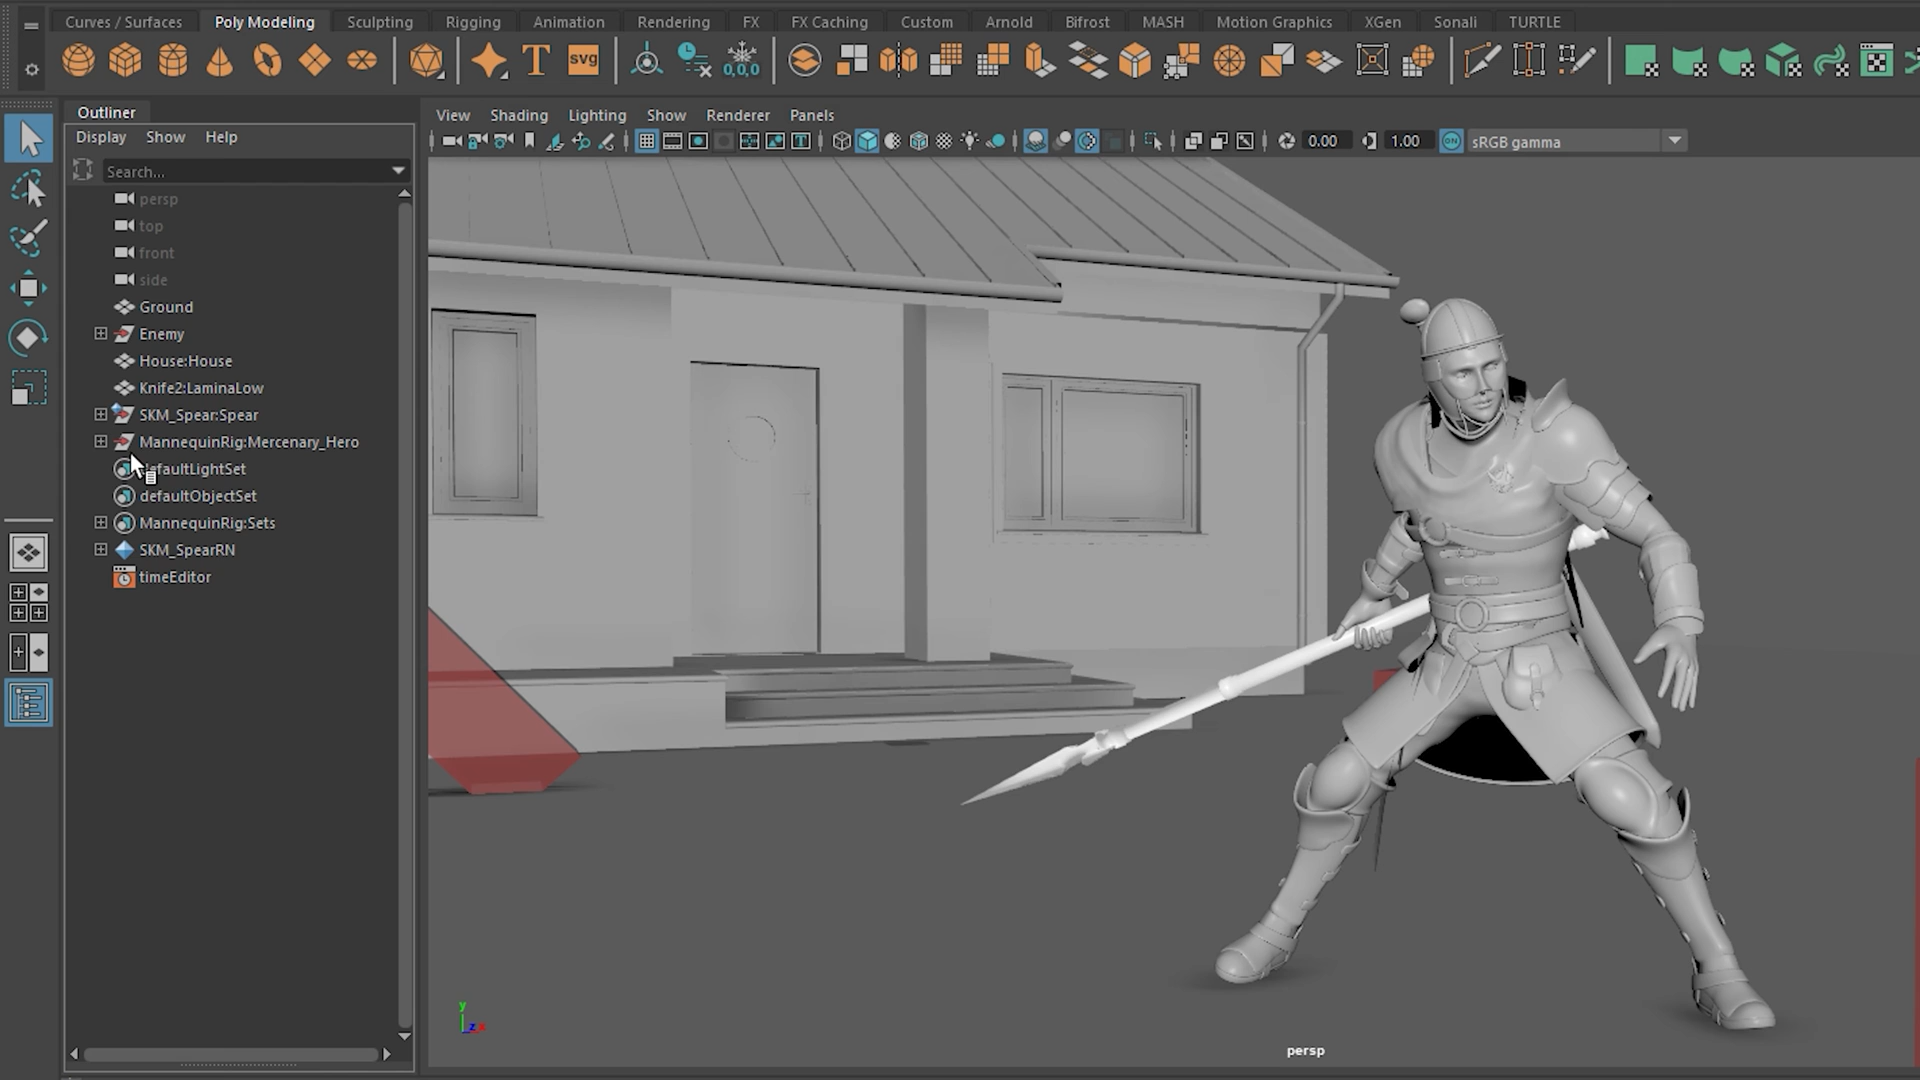 Curves / Surfaces Poly Modeling Sculpting Rigging Animation Rendering FX FX Caching Custom Arnold Bifrost MASH Motion Graphics XGen Sonali TURTLE
T svg 0,0,0
Outliner
Display Show Help
Search...
persp
top
front
side
Ground
Enemy
House:House
Knife2:LaminaLow
SKM_Spear:Spear
MannequinRig:Mercenary_Hero
efaultLightSet
defaultObjectSet
MannequinRig:Sets
SKM_SpearRN
timeEditor
View Shading Lighting Show Renderer Panels
0.00 1.00 ON sRGB gamma
y
z x
persp